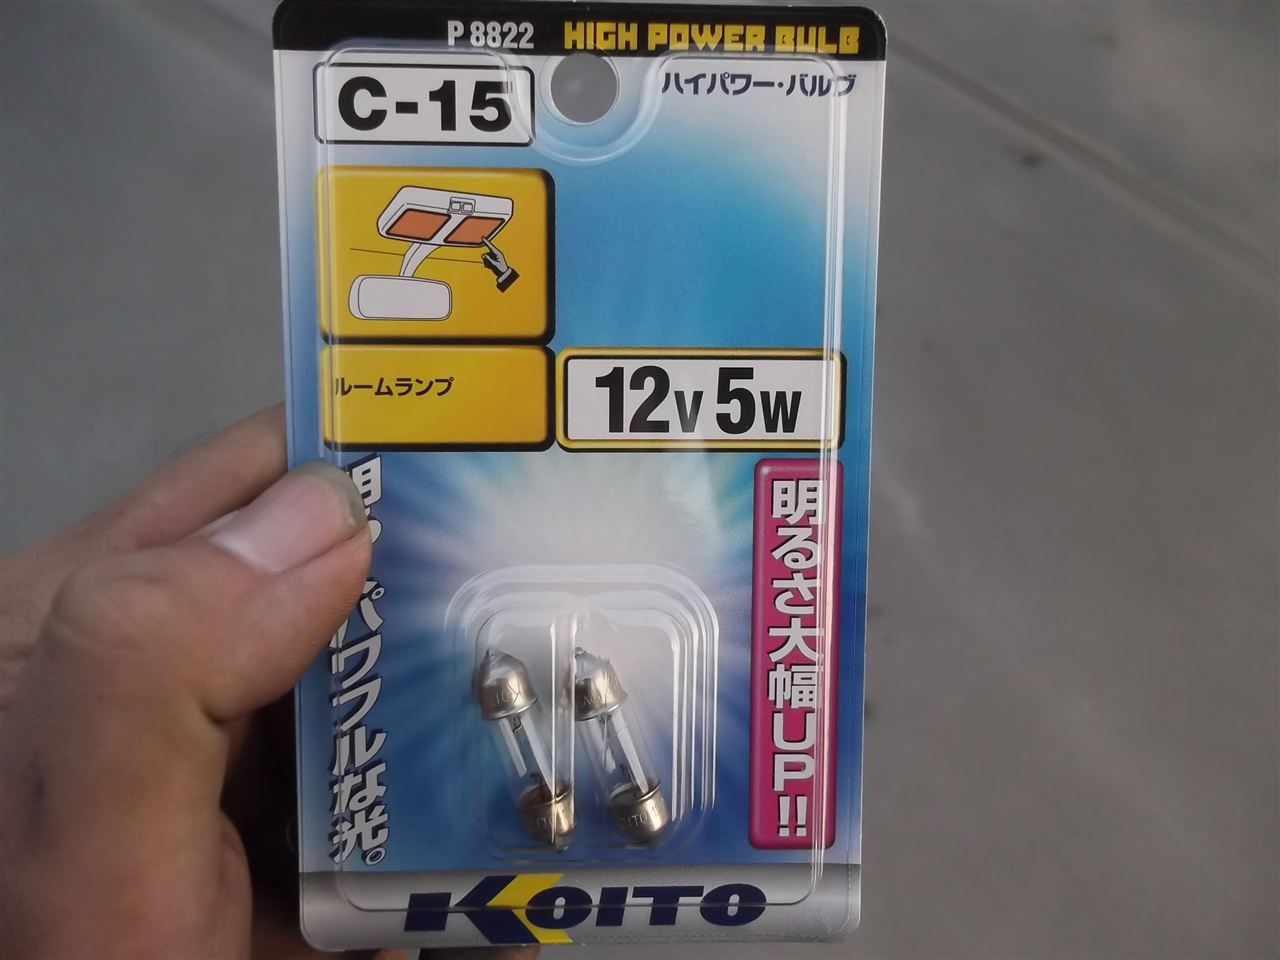 P 8822 HIGH POWER BULB
C-15
ハイパワー・バルブ
ルームランプ
12V 5W
明るさ大幅UP!!
パワフルな光。
KOITO